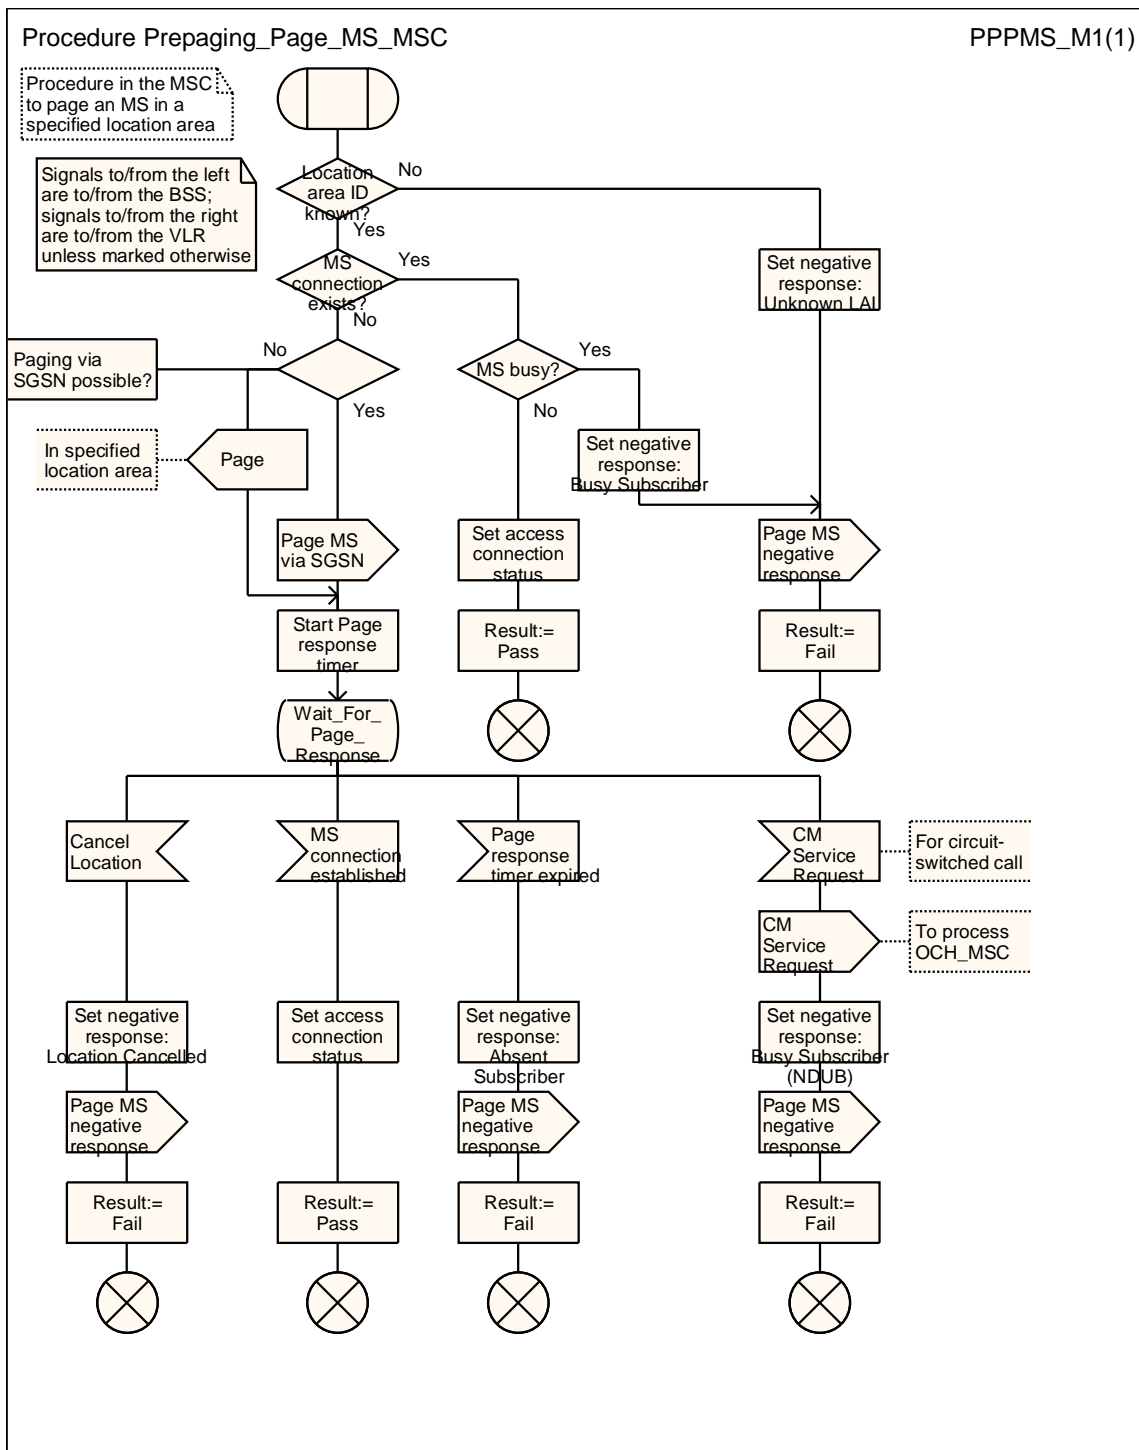 Procedure Prepaging_Page_MS_MSC
PPPMS_M1(1)
Procedure in the MSC
to page an MS in a
specified location area
Signals to/from the left
are to/from the BSS;
signals to/from the right
are to/from the VLR
unless marked otherwise
Location
area ID
known?
No
Yes
MS
connection
exists?
Yes
No
Set negative
response:
Unknown LAI
Paging via
SGSN possible?
No
Yes
MS busy?
Yes
No
In specified
location area
Page
Set negative
response:
Busy Subscriber
Page MS
via SGSN
Set access
connection
status
Page MS
negative
response
Start Page
response
timer
Result:=
Pass
Result:=
Fail
Wait_For_
Page_
Response
Cancel
Location
MS
connection
established
Page
response
timer expired
CM
Service
Request
For circuit-
switched call
CM
Service
Request
To process
OCH_MSC
Set negative
response:
Location Cancelled
Set access
connection
status
Set negative
response:
Absent
Subscriber
Set negative
response:
Busy Subscriber
(NDUB)
Page MS
negative
response
Page MS
negative
response
Page MS
negative
response
Result:=
Fail
Result:=
Pass
Result:=
Fail
Result:=
Fail